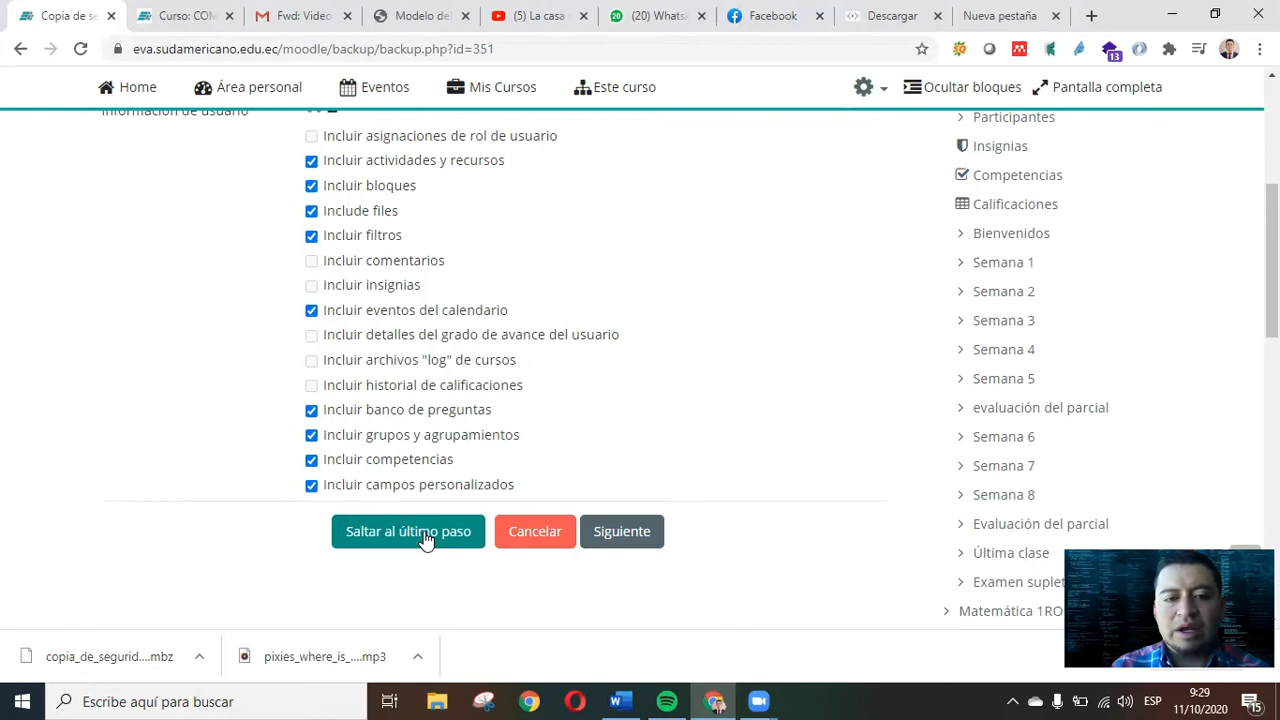 Copia de se
Curso: COM
Fwd: Video
Modelo de
(5) La casa
(20) Whats
Facebook
Descargar
Nueva pestaña
eva.sudamericano.edu.ec/moodle/backup/backup.php?id=351
13
Home
Área personal
Eventos
Mis Cursos
Este curso
Ocultar bloques
Pantalla completa
Información de usuario
Incluir asignaciones de rol de usuario
Incluir actividades y recursos
Incluir bloques
Include files
Incluir filtros
Incluir comentarios
Incluir insignias
Incluir eventos del calendario
Incluir detalles del grado de avance del usuario
Incluir archivos "log" de cursos
Incluir historial de calificaciones
Incluir banco de preguntas
Incluir grupos y agrupamientos
Incluir competencias
Incluir campos personalizados
Saltar al último paso
Cancelar
Siguiente
Participantes
Insignias
Competencias
Calificaciones
Bienvenidos
Semana 1
Semana 2
Semana 3
Semana 4
Semana 5
evaluación del parcial
Semana 6
Semana 7
Semana 8
Evaluación del parcial
Última clase
Examen suplet
Matemática 1RO
copia_de_segurid....mbz
Escribe aquí para buscar
ESP
9:29
11/10/2020
15